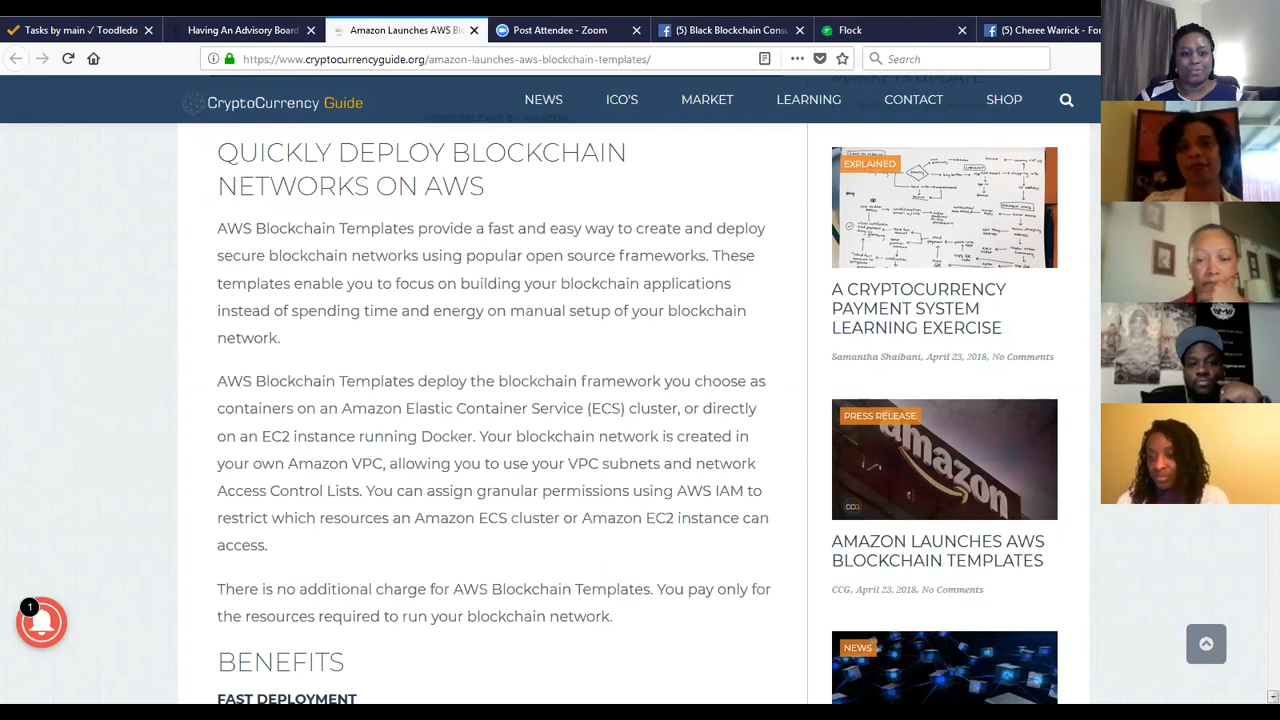 Tasks by main ✓ Toodledo
Having An Advisory Board
Amazon Launches AWS Blo
Post Attendee - Zoom
(5) Black Blockchain Consu
Flock
(5) Cheree Warrick - For
https://www.cryptocurrencyguide.org/amazon-launches-aws-blockchain-templates/
Search
CryptoCurrency Guide
NEWS
ICO'S
MARKET
LEARNING
CONTACT
SHOP
MARKETS UPDATE
QUICKLY DEPLOY BLOCKCHAIN
NETWORKS ON AWS
AWS Blockchain Templates provide a fast and easy way to create and deploy
secure blockchain networks using popular open source frameworks. These
templates enable you to focus on building your blockchain applications
instead of spending time and energy on manual setup of your blockchain
network.
AWS Blockchain Templates deploy the blockchain framework you choose as
containers on an Amazon Elastic Container Service (ECS) cluster, or directly
on an EC2 instance running Docker. Your blockchain network is created in
your own Amazon VPC, allowing you to use your VPC subnets and network
Access Control Lists. You can assign granular permissions using AWS IAM to
restrict which resources an Amazon ECS cluster or Amazon EC2 instance can
access.
There is no additional charge for AWS Blockchain Templates. You pay only for
the resources required to run your blockchain network.
BENEFITS
FAST DEPLOYMENT
EXPLAINED
A CRYPTOCURRENCY
PAYMENT SYSTEM
LEARNING EXERCISE
Samantha Shaibani, April 23, 2018, No Comments
PRESS RELEASE
amazon
CCG
AMAZON LAUNCHES AWS
BLOCKCHAIN TEMPLATES
CCG, April 23, 2018, No Comments
NEWS
1